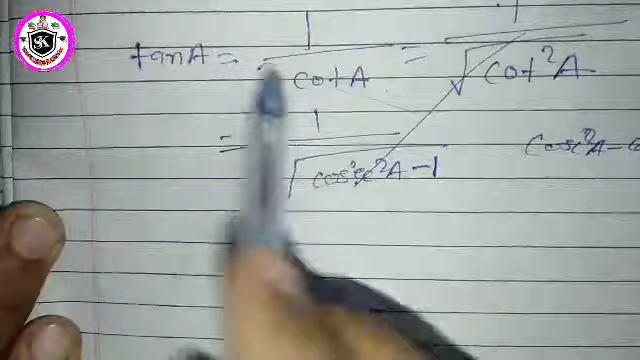 tanA = 1/cotA = 1/√cot²A
= 1/√cosec²A-1
cosec²A-